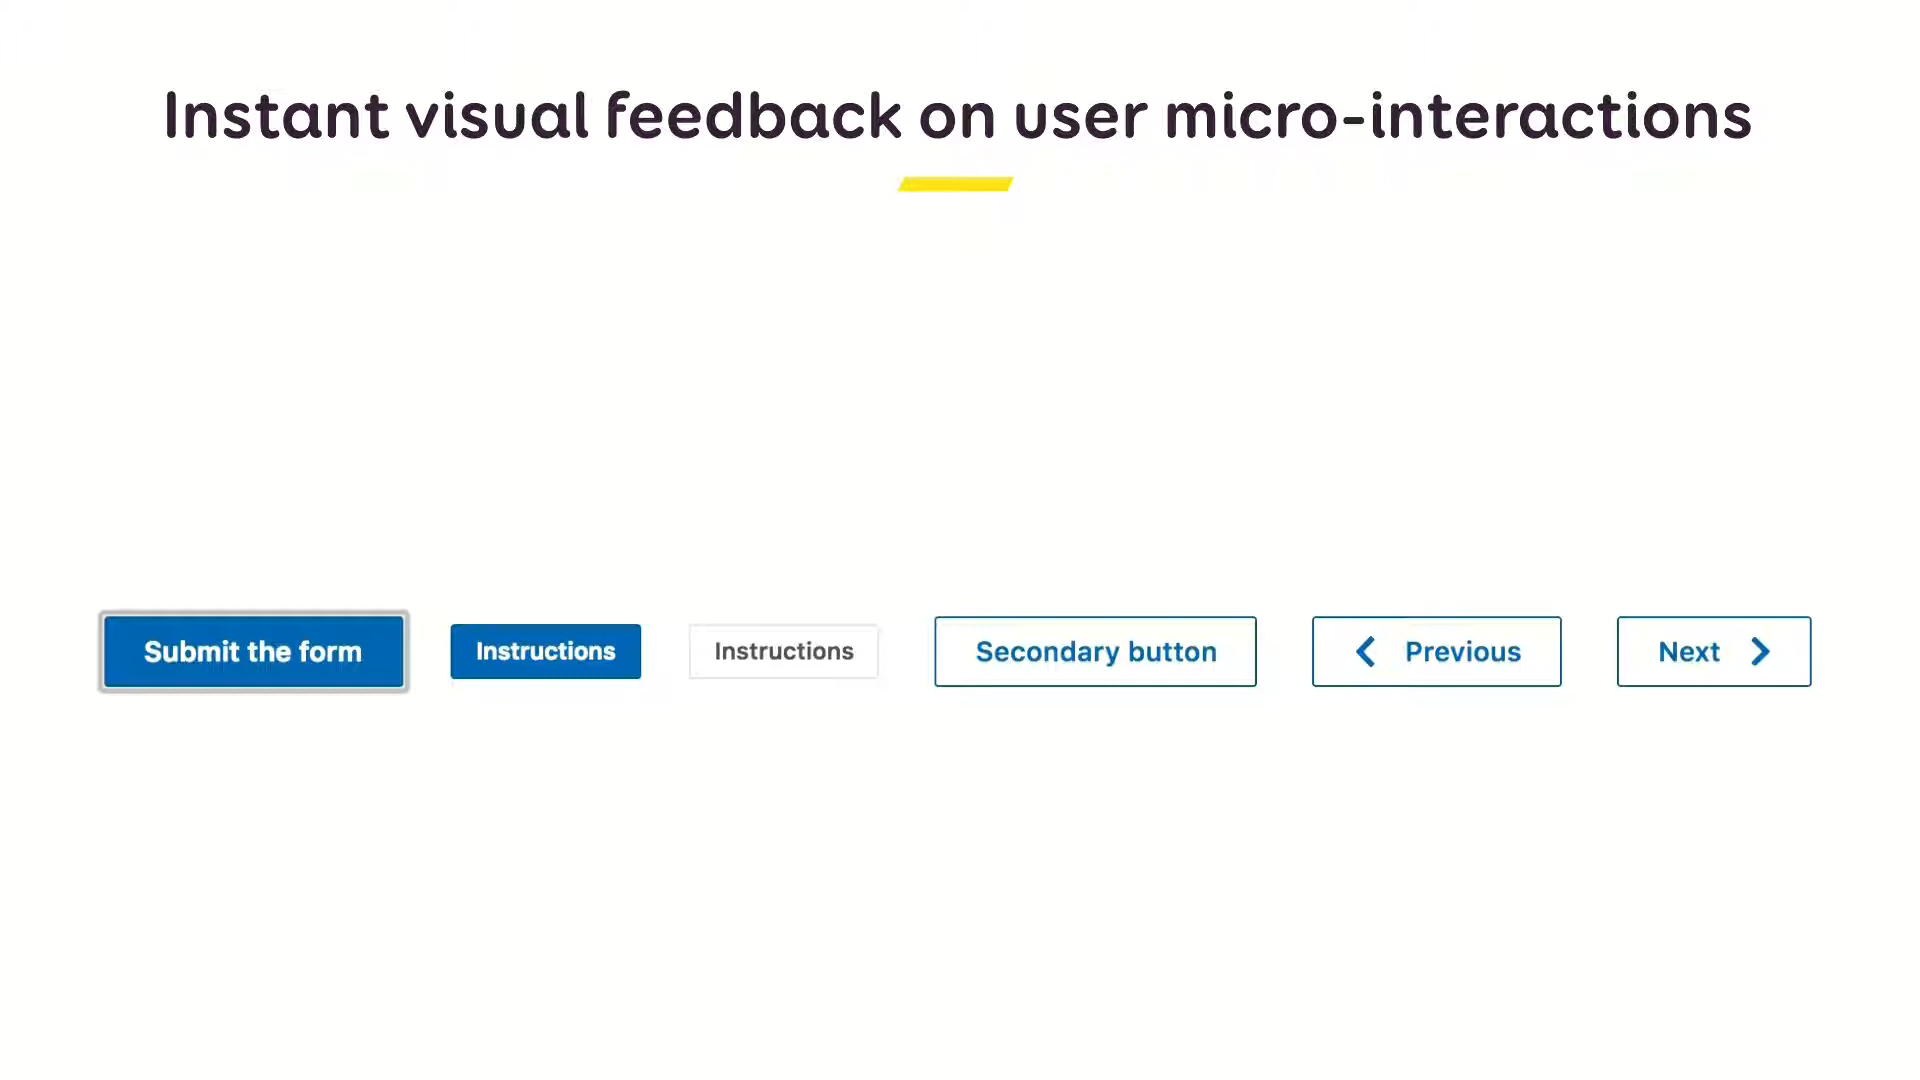 Instant visual feedback on user micro-interactions
Submit the form
Instructions
Instructions
Secondary button
Previous
Next